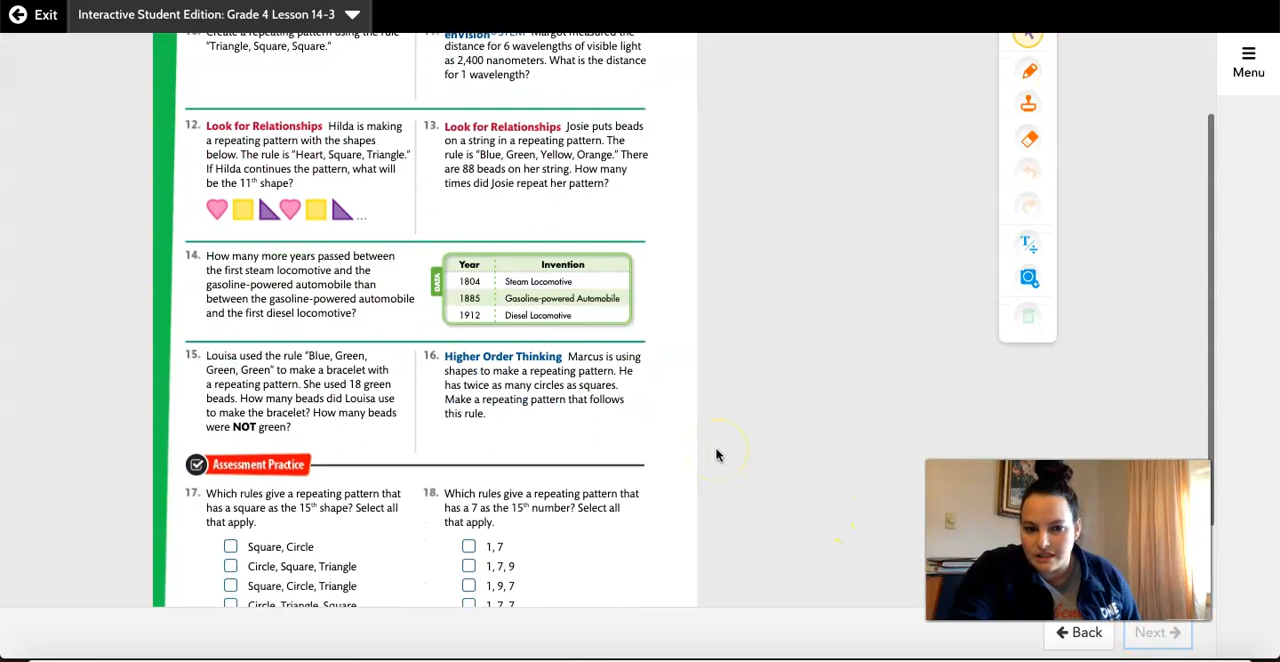 Exit
Interactive Student Edition: Grade 4 Lesson 14-3
Menu
Create a repeating pattern using the rule
"Triangle, Square, Square."
enVision® STEM Margot measured the
distance for 6 wavelengths of visible light
as 2,400 nanometers. What is the distance
for 1 wavelength?
12. Look for Relationships Hilda is making
a repeating pattern with the shapes
below. The rule is "Heart, Square, Triangle."
If Hilda continues the pattern, what will
be the 11th shape?
...
13. Look for Relationships Josie puts beads
on a string in a repeating pattern. The
rule is "Blue, Green, Yellow, Orange." There
are 88 beads on her string. How many
times did Josie repeat her pattern?
14. How many more years passed between
the first steam locomotive and the
gasoline-powered automobile than
between the gasoline-powered automobile
and the first diesel locomotive?
DATA
Year Invention
1804 Steam Locomotive
1885 Gasoline-powered Automobile
1912 Diesel Locomotive
15. Louisa used the rule "Blue, Green,
Green, Green" to make a bracelet with
a repeating pattern. She used 18 green
beads. How many beads did Louisa use
to make the bracelet? How many beads
were NOT green?
16. Higher Order Thinking Marcus is using
shapes to make a repeating pattern. He
has twice as many circles as squares.
Make a repeating pattern that follows
this rule.
Assessment Practice
17. Which rules give a repeating pattern that
has a square as the 15th shape? Select all
that apply.
Square, Circle
Circle, Square, Triangle
Square, Circle, Triangle
Circle, Triangle, Square
18. Which rules give a repeating pattern that
has a 7 as the 15th number? Select all
that apply.
1, 7
1, 7, 9
1, 9, 7
1, 7, 7
Back
Next